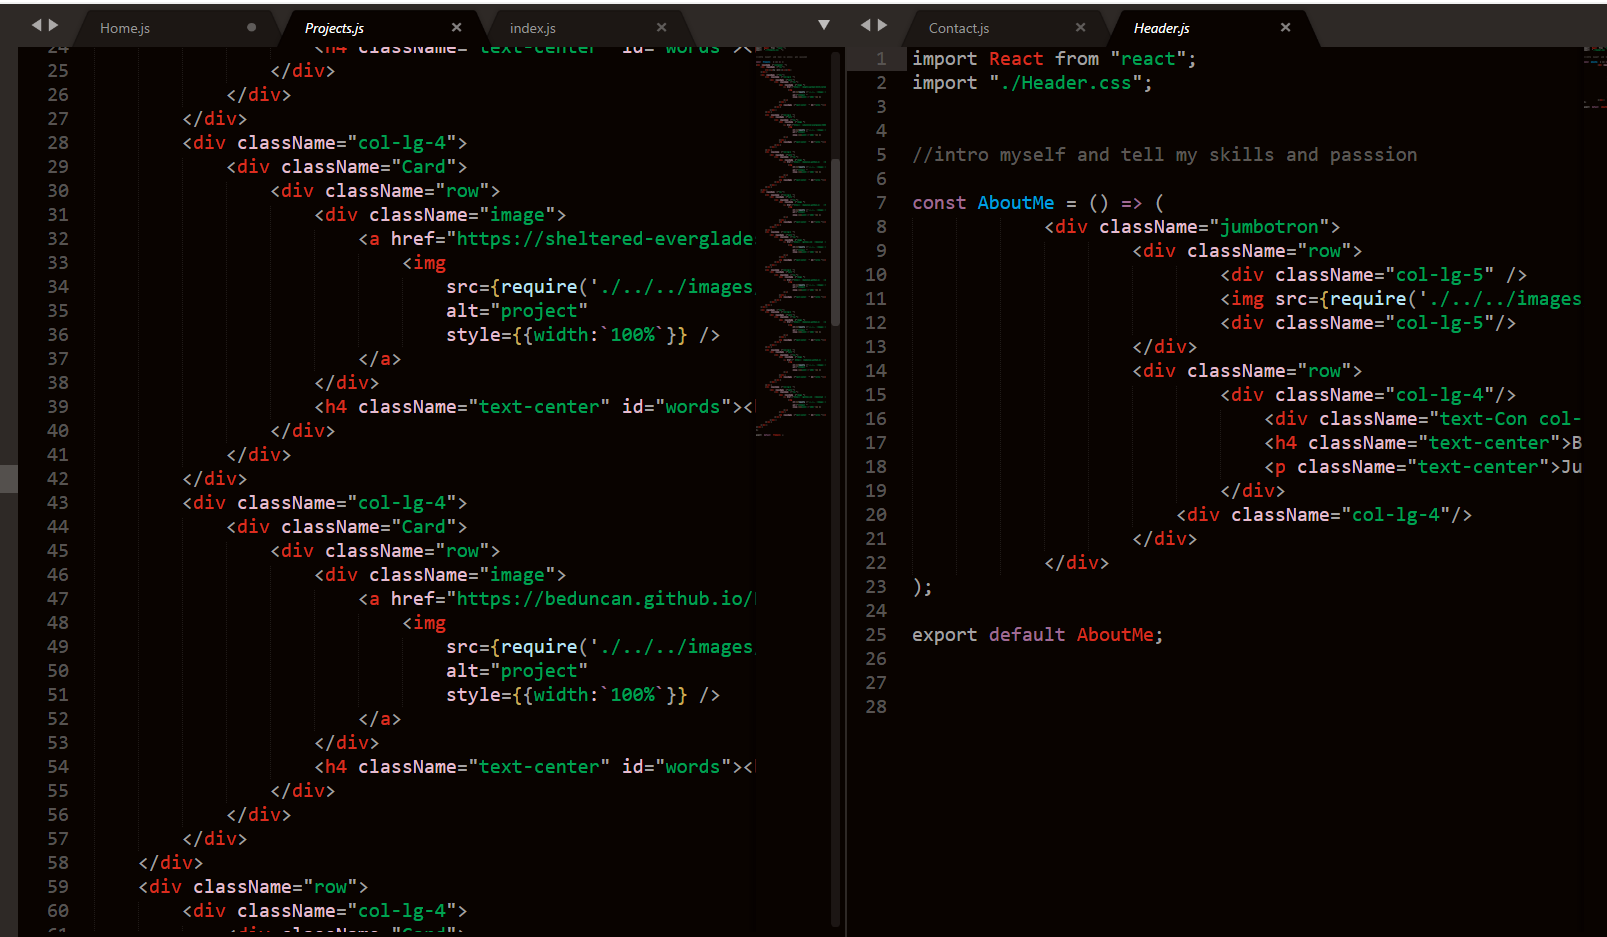 Home.js
Projects.js
index.js
24 <h4 className="text-center" id="words"><
25 </div>
26 </div>
27 </div>
28 <div className="col-lg-4">
29 <div className="Card">
30 <div className="row">
31 <div className="image">
32 <a href="https://sheltered-everglade
33 <img
34 src={require('./../../images
35 alt="project"
36 style={{width:`100%`}} />
37 </a>
38 </div>
39 <h4 className="text-center" id="words"><
40 </div>
41 </div>
42 </div>
43 <div className="col-lg-4">
44 <div className="Card">
45 <div className="row">
46 <div className="image">
47 <a href="https://beduncan.github.io/
48 <img
49 src={require('./../../images
50 alt="project"
51 style={{width:`100%`}} />
52 </a>
53 </div>
54 <h4 className="text-center" id="words"><
55 </div>
56 </div>
57 </div>
58 </div>
59 <div className="row">
60 <div className="col-lg-4">
61 <div className="Card">
Contact.js
Header.js
1 import React from "react";
2 import "./Header.css";
3
4
5 //intro myself and tell my skills and passsion
6
7 const AboutMe = () => (
8 <div className="jumbotron">
9 <div className="row">
10 <div className="col-lg-5" />
11 <img src={require('./../../images
12 <div className="col-lg-5"/>
13 </div>
14 <div className="row">
15 <div className="col-lg-4"/>
16 <div className="text-Con col-
17 <h4 className="text-center">B
18 <p className="text-center">Ju
19 </div>
20 <div className="col-lg-4"/>
21 </div>
22 </div>
23 );
24
25 export default AboutMe;
26
27
28